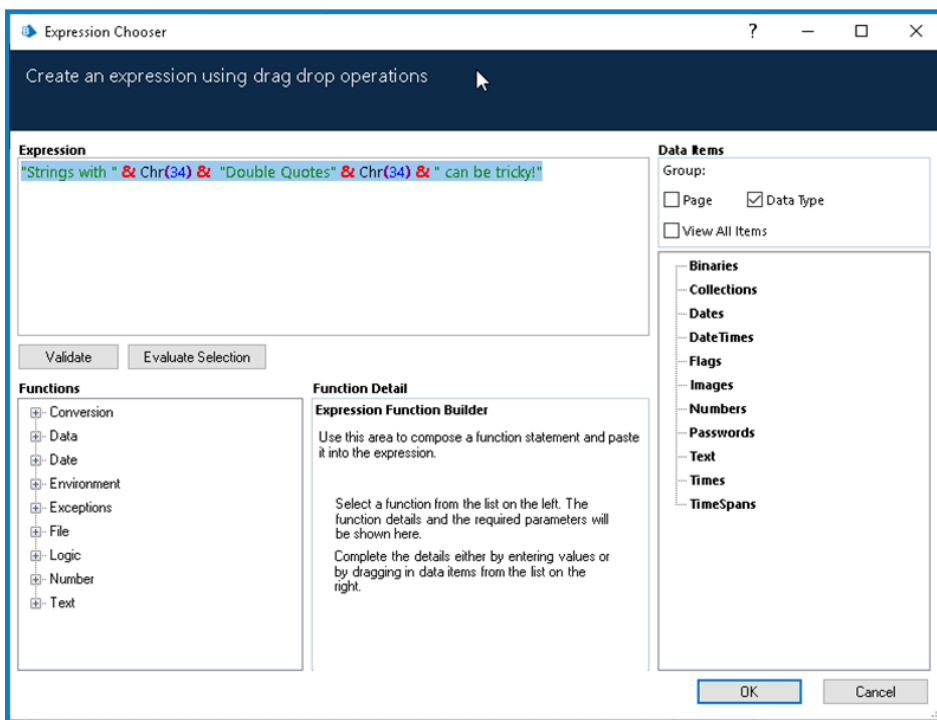 Expression Chooser
?
Create an expression using drag drop operations
Expression
"Strings with " & Chr(34) & "Double Quotes" & Chr(34) & " can be tricky!"
Validate
Evaluate Selection
Functions
Conversion
Data
Date
Environment
Exceptions
File
Logic
Number
Text
Function Detail
Expression Function Builder
Use this area to compose a function statement and paste
it into the expression.
Select a function from the list on the left. The
function details and the required parameters will
be shown here.
Complete the details either by entering values or
by dragging in data items from the list on the
right.
Data Items
Group:
Page
Data Type
View All Items
Binaries
Collections
Dates
DateTimes
Flags
Images
Numbers
Passwords
Text
Times
TimeSpans
OK
Cancel